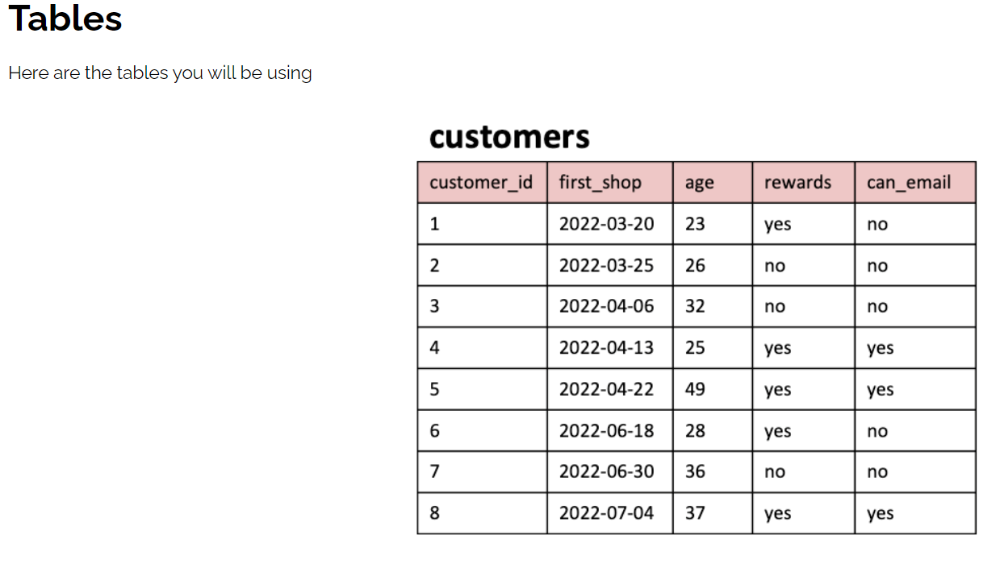 Tables
Here are the tables you will be using
customers
customer_id first_shop age rewards can_email
1 2022-03-20 23 yes no
2 2022-03-25 26 no no
3 2022-04-06 32 no no
4 2022-04-13 25 yes yes
5 2022-04-22 49 yes yes
6 2022-06-18 28 yes no
7 2022-06-30 36 no no
8 2022-07-04 37 yes yes